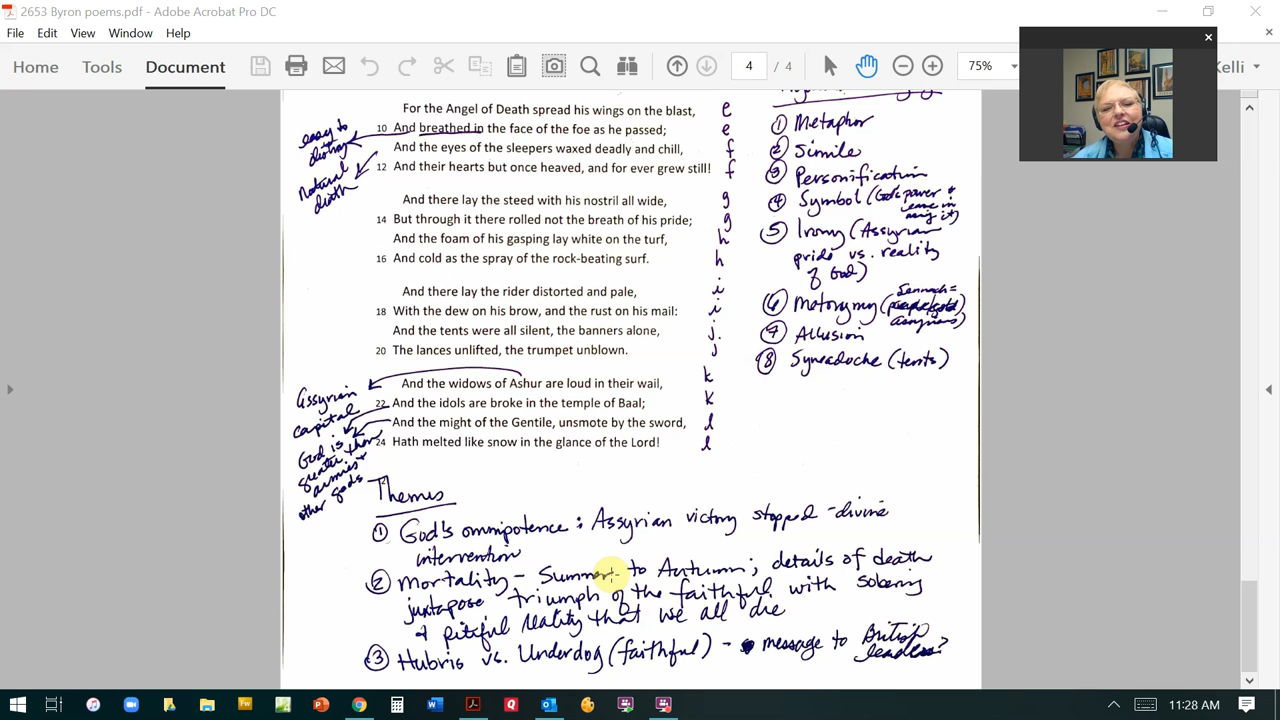 2653 Byron poems.pdf - Adobe Acrobat Pro DC
File Edit View Window Help
Home Tools Document 4 / 4 75% Kelli
For the Angel of Death spread his wings on the blast, e
10 And breathed in the face of the foe as he passed; e
And the eyes of the sleepers waxed deadly and chill, f
12 And their hearts but once heaved, and for ever grew still! f
And there lay the steed with his nostril all wide, g
14 But through it there rolled not the breath of his pride; g
And the foam of his gasping lay white on the turf, h
16 And cold as the spray of the rock-beating surf. h
And there lay the rider distorted and pale, i
18 With the dew on his brow, and the rust on his mail: i
And the tents were all silent, the banners alone, j
20 The lances unlifted, the trumpet unblown. j
And the widows of Ashur are loud in their wail, k
22 And the idols are broke in the temple of Baal; k
And the might of the Gentile, unsmote by the sword, l
24 Hath melted like snow in the glance of the Lord! l
easy to
destroy
natural
death
Assyrian
capital
God is
greater than
armies +
other gods
① Metaphor
② Simile
③ Personification
④ Symbol (God's power +
ease in
using it)
⑤ Irony (Assyrian
pride vs. reality
of God)
⑥ Metonymy (Sennach=
Assyrians)
⑦ Allusion
⑧ Syneadoche (tents)
Themes
① God's omnipotence: Assyrian victory stopped - divine
intervention
② Mortality - Summer to Autumn; details of death
juxtapose triumph of the faithful with sobering
+ pitiful reality that we all die
③ Hubris vs. Underdog (faithful) - message to British
leaders?
11:28 AM